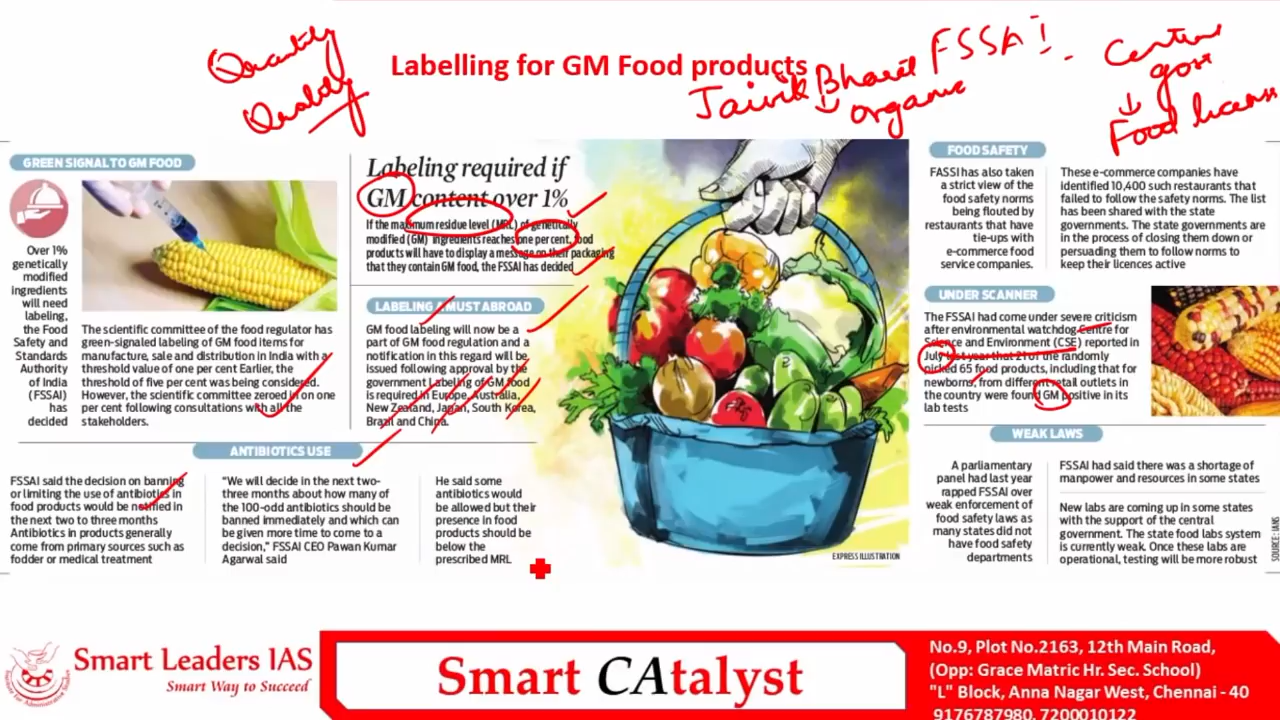 Quantity
Quality
Labelling for GM Food products
Jaivik Bharat FSSAI
organic
Central
govt
Food license
GREEN SIGNAL TO GM FOOD
Over 1%
genetically
modified
ingredients
will need
labeling,
the Food
Safety and
Standards
Authority
of India
(FSSAI)
has
decided
The scientific committee of the food regulator has
green-signaled labeling of GM food items for
manufacture, sale and distribution in India with a
threshold value of one per cent Earlier, the
threshold of five per cent was being considered.
However, the scientific committee zeroed in on one
per cent following consultations with all the
stakeholders.
Labeling required if
GM content over 1%
If the maximum residue level (MRL) of genetically
modified (GM) ingredients reaches one per cent, food
products will have to display a message on their packaging
that they contain GM food, the FSSAI has decided
LABELING A MUST ABROAD
GM food labeling will now be a
part of GM food regulation and a
notification in this regard will be
issued following approval by the
government Labeling of GM food
is required in Europe, Australia,
New Zealand, Japan, South Korea,
Brazil and China.
ANTIBIOTICS USE
FSSAI said the decision on banning
or limiting the use of antibiotics in
food products would be notified in
the next two to three months
Antibiotics in products generally
come from primary sources such as
fodder or medical treatment
“We will decide in the next two-
three months about how many of
the 100-odd antibiotics should be
banned immediately and which can
be given more time to come to a
decision,” FSSAI CEO Pawan Kumar
Agarwal said
He said some
antibiotics would
be allowed but their
presence in food
products should be
below the
prescribed MRL
EXPRESS ILLUSTRATION
FOOD SAFETY
FASSI has also taken
a strict view of the
food safety norms
being flouted by
restaurants that have
tie-ups with
e-commerce food
service companies.
These e-commerce companies have
identified 10,400 such restaurants that
failed to follow the safety norms. The list
has been shared with the state
governments. The state governments are
in the process of closing them down or
persuading them to follow norms to
keep their licences active
UNDER SCANNER
The FSSAI had come under severe criticism
after environmental watchdog Centre for
Science and Environment (CSE) reported in
July last year that 21 of the randomly
picked 65 food products, including that for
newborns, from different retail outlets in
the country were found GM positive in its
lab tests
WEAK LAWS
A parliamentary
panel had last year
rapped FSSAI over
weak enforcement of
food safety laws as
many states did not
have food safety
departments
FSSAI had said there was a shortage of
manpower and resources in some states
New labs are coming up in some states
with the support of the central
government. The state food labs system
is currently weak. Once these labs are
operational, testing will be more robust
SOURCE: IANS
Smart Leaders IAS
Smart Way to Succeed
Smart CAtalyst
No.9, Plot No.2163, 12th Main Road,
(Opp: Grace Matric Hr. Sec. School)
"L" Block, Anna Nagar West, Chennai - 40
9176787980, 7200010122